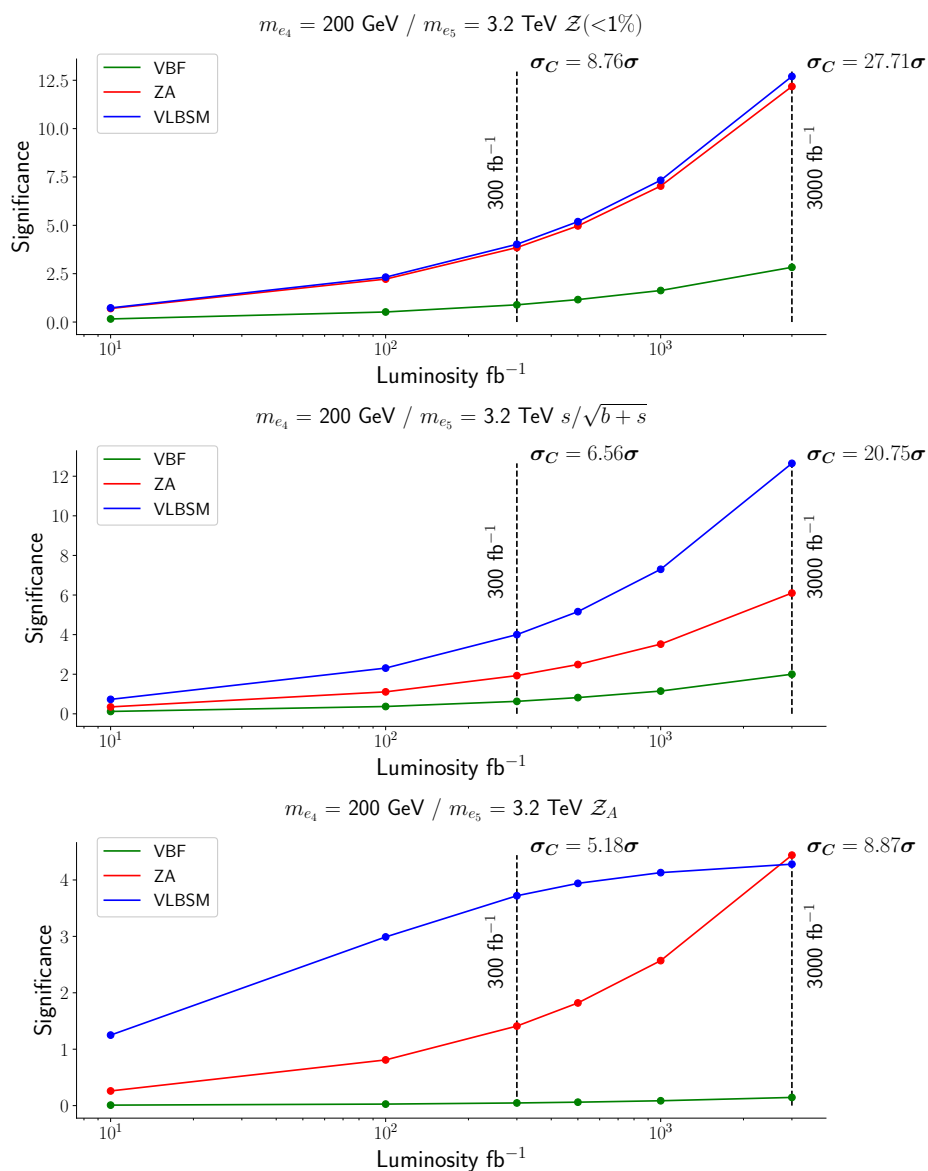 m_{e_4} = 200 GeV / m_{e_5} = 3.2 TeV 𝒵(<1%)
σ_C = 8.76σ
σ_C = 27.71σ
VBF
ZA
VLBSM
300 fb⁻¹
3000 fb⁻¹
Significance
12.5
10.0
7.5
5.0
2.5
0.0
10¹
10²
10³
Luminosity fb⁻¹
m_{e_4} = 200 GeV / m_{e_5} = 3.2 TeV s/√(b + s)
σ_C = 6.56σ
σ_C = 20.75σ
VBF
ZA
VLBSM
300 fb⁻¹
3000 fb⁻¹
Significance
12
10
8
6
4
2
0
10¹
10²
10³
Luminosity fb⁻¹
m_{e_4} = 200 GeV / m_{e_5} = 3.2 TeV 𝒵_A
σ_C = 5.18σ
σ_C = 8.87σ
VBF
ZA
VLBSM
300 fb⁻¹
3000 fb⁻¹
Significance
4
3
2
1
0
10¹
10²
10³
Luminosity fb⁻¹